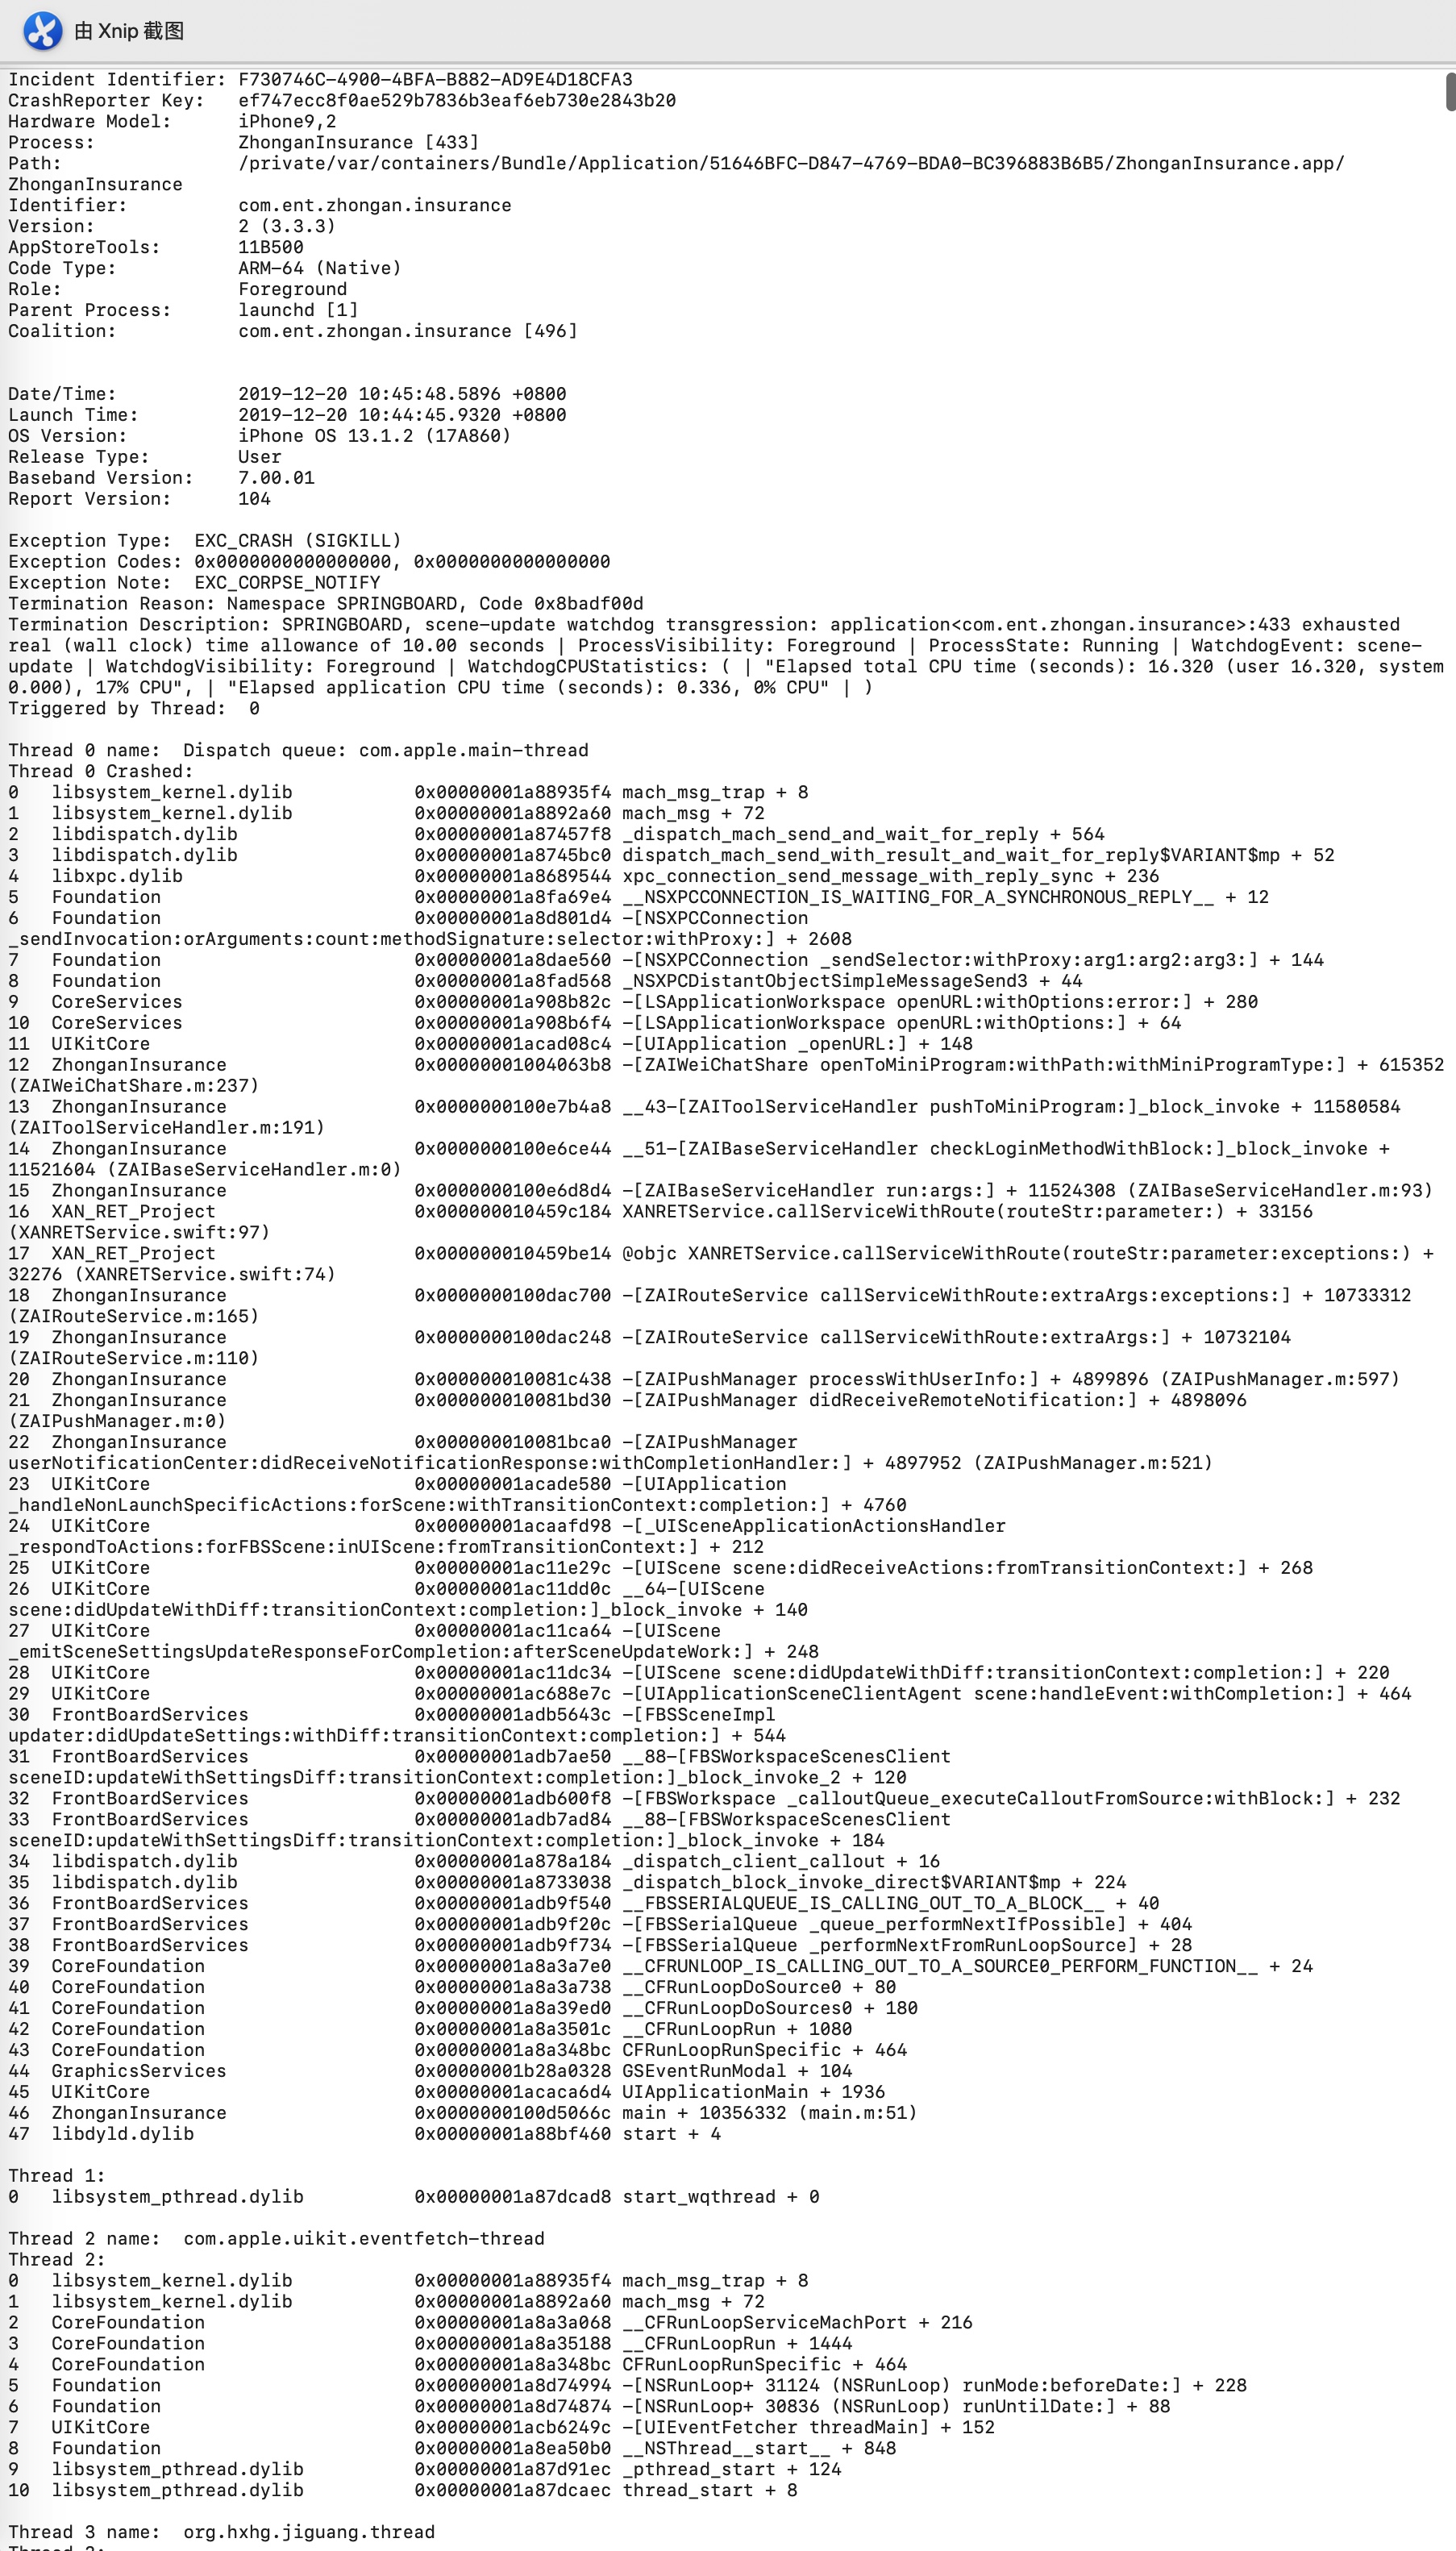 由 Xnip 截图
Incident Identifier: F730746C-4900-4BFA-B882-AD9E4D18CFA3
CrashReporter Key:   ef747ecc8f0ae529b7836b3eaf6eb730e2843b20
Hardware Model:      iPhone9,2
Process:             ZhonganInsurance [433]
Path:                /private/var/containers/Bundle/Application/51646BFC-D847-4769-BDA0-BC396883B6B5/ZhonganInsurance.app/
ZhonganInsurance
Identifier:          com.ent.zhongan.insurance
Version:             2 (3.3.3)
AppStoreTools:       11B500
Code Type:           ARM-64 (Native)
Role:                Foreground
Parent Process:      launchd [1]
Coalition:           com.ent.zhongan.insurance [496]
Date/Time:           2019-12-20 10:45:48.5896 +0800
Launch Time:         2019-12-20 10:44:45.9320 +0800
OS Version:          iPhone OS 13.1.2 (17A860)
Release Type:        User
Baseband Version:    7.00.01
Report Version:      104
Exception Type:  EXC_CRASH (SIGKILL)
Exception Codes: 0x0000000000000000, 0x0000000000000000
Exception Note:  EXC_CORPSE_NOTIFY
Termination Reason: Namespace SPRINGBOARD, Code 0x8badf00d
Termination Description: SPRINGBOARD, scene-update watchdog transgression: application<com.ent.zhongan.insurance>:433 exhausted
real (wall clock) time allowance of 10.00 seconds | ProcessVisibility: Foreground | ProcessState: Running | WatchdogEvent: scene-
update | WatchdogVisibility: Foreground | WatchdogCPUStatistics: ( | "Elapsed total CPU time (seconds): 16.320 (user 16.320, system
0.000), 17% CPU", | "Elapsed application CPU time (seconds): 0.336, 0% CPU" | )
Triggered by Thread:  0
Thread 0 name:  Dispatch queue: com.apple.main-thread
Thread 0 Crashed:
0   libsystem_kernel.dylib           0x00000001a88935f4 mach_msg_trap + 8
1   libsystem_kernel.dylib           0x00000001a8892a60 mach_msg + 72
2   libdispatch.dylib                0x00000001a87457f8 _dispatch_mach_send_and_wait_for_reply + 564
3   libdispatch.dylib                0x00000001a8745bc0 dispatch_mach_send_with_result_and_wait_for_reply$VARIANT$mp + 52
4   libxpc.dylib                     0x00000001a8689544 xpc_connection_send_message_with_reply_sync + 236
5   Foundation                       0x00000001a8fa69e4 __NSXPCCONNECTION_IS_WAITING_FOR_A_SYNCHRONOUS_REPLY__ + 12
6   Foundation                       0x00000001a8d801d4 -[NSXPCConnection
_sendInvocation:orArguments:count:methodSignature:selector:withProxy:] + 2608
7   Foundation                       0x00000001a8dae560 -[NSXPCConnection _sendSelector:withProxy:arg1:arg2:arg3:] + 144
8   Foundation                       0x00000001a8fad568 _NSXPCDistantObjectSimpleMessageSend3 + 44
9   CoreServices                     0x00000001a908b82c -[LSApplicationWorkspace openURL:withOptions:error:] + 280
10  CoreServices                     0x00000001a908b6f4 -[LSApplicationWorkspace openURL:withOptions:] + 64
11  UIKitCore                        0x00000001acad08c4 -[UIApplication _openURL:] + 148
12  ZhonganInsurance                 0x00000001004063b8 -[ZAIWeiChatShare openToMiniProgram:withPath:withMiniProgramType:] + 615352
(ZAIWeiChatShare.m:237)
13  ZhonganInsurance                 0x0000000100e7b4a8 __43-[ZAIToolServiceHandler pushToMiniProgram:]_block_invoke + 11580584
(ZAIToolServiceHandler.m:191)
14  ZhonganInsurance                 0x0000000100e6ce44 __51-[ZAIBaseServiceHandler checkLoginMethodWithBlock:]_block_invoke +
11521604 (ZAIBaseServiceHandler.m:0)
15  ZhonganInsurance                 0x0000000100e6d8d4 -[ZAIBaseServiceHandler run:args:] + 11524308 (ZAIBaseServiceHandler.m:93)
16  XAN_RET_Project                  0x000000010459c184 XANRETService.callServiceWithRoute(routeStr:parameter:) + 33156
(XANRETService.swift:97)
17  XAN_RET_Project                  0x000000010459be14 @objc XANRETService.callServiceWithRoute(routeStr:parameter:exceptions:) +
32276 (XANRETService.swift:74)
18  ZhonganInsurance                 0x0000000100dac700 -[ZAIRouteService callServiceWithRoute:extraArgs:exceptions:] + 10733312
(ZAIRouteService.m:165)
19  ZhonganInsurance                 0x0000000100dac248 -[ZAIRouteService callServiceWithRoute:extraArgs:] + 10732104
(ZAIRouteService.m:110)
20  ZhonganInsurance                 0x000000010081c438 -[ZAIPushManager processWithUserInfo:] + 4899896 (ZAIPushManager.m:597)
21  ZhonganInsurance                 0x000000010081bd30 -[ZAIPushManager didReceiveRemoteNotification:] + 4898096
(ZAIPushManager.m:0)
22  ZhonganInsurance                 0x000000010081bca0 -[ZAIPushManager
userNotificationCenter:didReceiveNotificationResponse:withCompletionHandler:] + 4897952 (ZAIPushManager.m:521)
23  UIKitCore                        0x00000001acade580 -[UIApplication
_handleNonLaunchSpecificActions:forScene:withTransitionContext:completion:] + 4760
24  UIKitCore                        0x00000001acaafd98 -[_UISceneApplicationActionsHandler
_respondToActions:forFBSScene:inUIScene:fromTransitionContext:] + 212
25  UIKitCore                        0x00000001ac11e29c -[UIScene scene:didReceiveActions:fromTransitionContext:] + 268
26  UIKitCore                        0x00000001ac11dd0c __64-[UIScene
scene:didUpdateWithDiff:transitionContext:completion:]_block_invoke + 140
27  UIKitCore                        0x00000001ac11ca64 -[UIScene
_emitSceneSettingsUpdateResponseForCompletion:afterSceneUpdateWork:] + 248
28  UIKitCore                        0x00000001ac11dc34 -[UIScene scene:didUpdateWithDiff:transitionContext:completion:] + 220
29  UIKitCore                        0x00000001ac688e7c -[UIApplicationSceneClientAgent scene:handleEvent:withCompletion:] + 464
30  FrontBoardServices               0x00000001adb5643c -[FBSSceneImpl
updater:didUpdateSettings:withDiff:transitionContext:completion:] + 544
31  FrontBoardServices               0x00000001adb7ae50 __88-[FBSWorkspaceScenesClient
sceneID:updateWithSettingsDiff:transitionContext:completion:]_block_invoke_2 + 120
32  FrontBoardServices               0x00000001adb600f8 -[FBSWorkspace _calloutQueue_executeCalloutFromSource:withBlock:] + 232
33  FrontBoardServices               0x00000001adb7ad84 __88-[FBSWorkspaceScenesClient
sceneID:updateWithSettingsDiff:transitionContext:completion:]_block_invoke + 184
34  libdispatch.dylib                0x00000001a878a184 _dispatch_client_callout + 16
35  libdispatch.dylib                0x00000001a8733038 _dispatch_block_invoke_direct$VARIANT$mp + 224
36  FrontBoardServices               0x00000001adb9f540 __FBSSERIALQUEUE_IS_CALLING_OUT_TO_A_BLOCK__ + 40
37  FrontBoardServices               0x00000001adb9f20c -[FBSSerialQueue _queue_performNextIfPossible] + 404
38  FrontBoardServices               0x00000001adb9f734 -[FBSSerialQueue _performNextFromRunLoopSource] + 28
39  CoreFoundation                   0x00000001a8a3a7e0 __CFRUNLOOP_IS_CALLING_OUT_TO_A_SOURCE0_PERFORM_FUNCTION__ + 24
40  CoreFoundation                   0x00000001a8a3a738 __CFRunLoopDoSource0 + 80
41  CoreFoundation                   0x00000001a8a39ed0 __CFRunLoopDoSources0 + 180
42  CoreFoundation                   0x00000001a8a3501c __CFRunLoopRun + 1080
43  CoreFoundation                   0x00000001a8a348bc CFRunLoopRunSpecific + 464
44  GraphicsServices                 0x00000001b28a0328 GSEventRunModal + 104
45  UIKitCore                        0x00000001acaca6d4 UIApplicationMain + 1936
46  ZhonganInsurance                 0x0000000100d5066c main + 10356332 (main.m:51)
47  libdyld.dylib                    0x00000001a88bf460 start + 4
Thread 1:
0   libsystem_pthread.dylib          0x00000001a87dcad8 start_wqthread + 0
Thread 2 name:  com.apple.uikit.eventfetch-thread
Thread 2:
0   libsystem_kernel.dylib           0x00000001a88935f4 mach_msg_trap + 8
1   libsystem_kernel.dylib           0x00000001a8892a60 mach_msg + 72
2   CoreFoundation                   0x00000001a8a3a068 __CFRunLoopServiceMachPort + 216
3   CoreFoundation                   0x00000001a8a35188 __CFRunLoopRun + 1444
4   CoreFoundation                   0x00000001a8a348bc CFRunLoopRunSpecific + 464
5   Foundation                       0x00000001a8d74994 -[NSRunLoop+ 31124 (NSRunLoop) runMode:beforeDate:] + 228
6   Foundation                       0x00000001a8d74874 -[NSRunLoop+ 30836 (NSRunLoop) runUntilDate:] + 88
7   UIKitCore                        0x00000001acb6249c -[UIEventFetcher threadMain] + 152
8   Foundation                       0x00000001a8ea50b0 __NSThread__start__ + 848
9   libsystem_pthread.dylib          0x00000001a87d91ec _pthread_start + 124
10  libsystem_pthread.dylib          0x00000001a87dcaec thread_start + 8
Thread 3 name:  org.hxhg.jiguang.thread